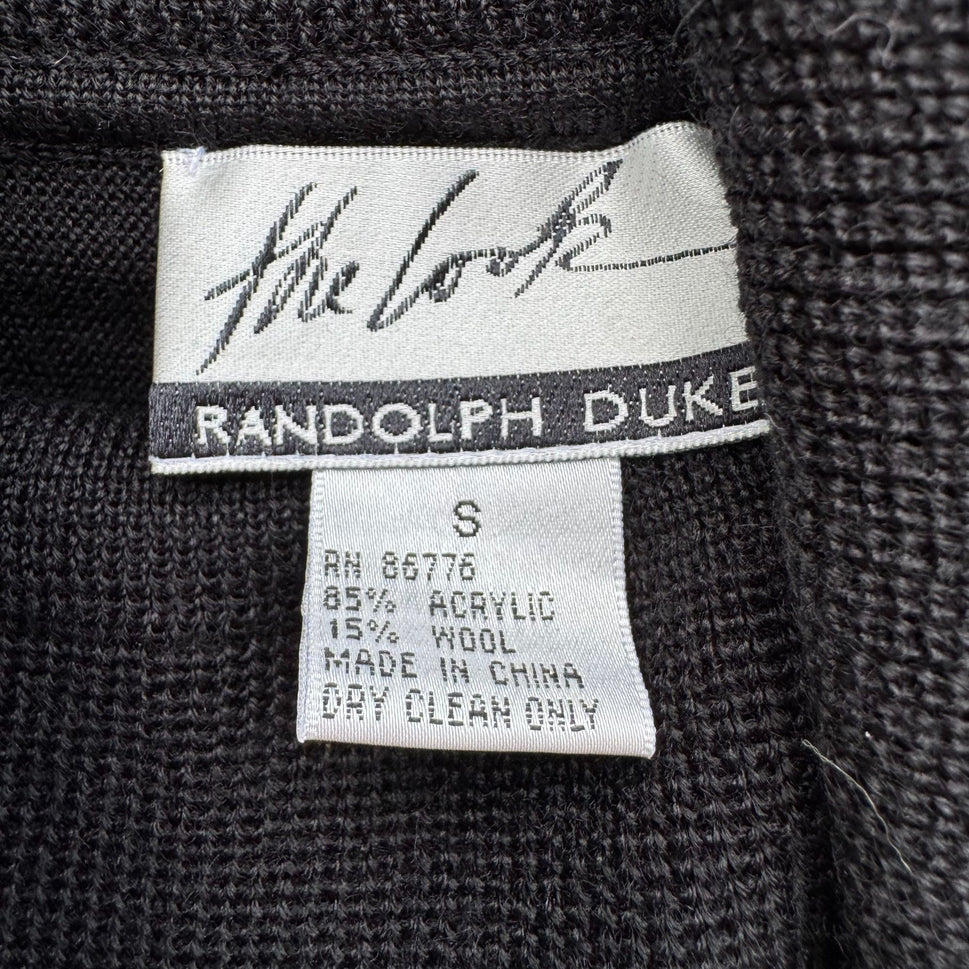 the look
RANDOLPH DUKE
S
RN 86776
85% ACRYLIC
15% WOOL
MADE IN CHINA
DRY CLEAN ONLY